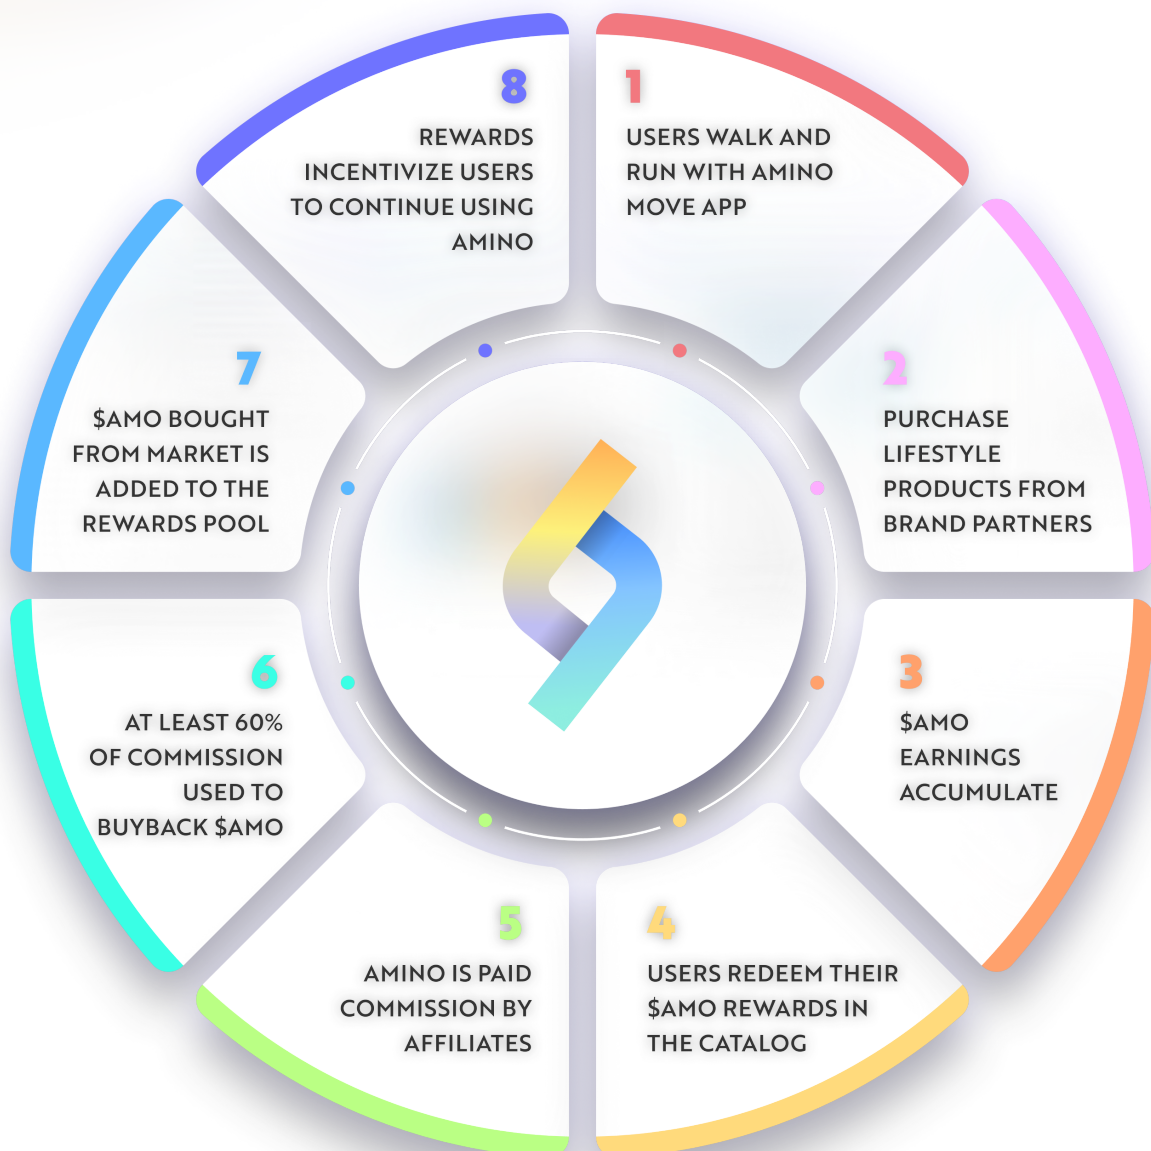 1
USERS WALK AND
RUN WITH AMINO
MOVE APP
2
PURCHASE
LIFESTYLE
PRODUCTS FROM
BRAND PARTNERS
3
$AMO
EARNINGS
ACCUMULATE
4
USERS REDEEM THEIR
$AMO REWARDS IN
THE CATALOG
5
AMINO IS PAID
COMMISSION BY
AFFILIATES
6
AT LEAST 60%
OF COMMISSION
USED TO
BUYBACK $AMO
7
$AMO BOUGHT
FROM MARKET IS
ADDED TO THE
REWARDS POOL
8
REWARDS
INCENTIVIZE USERS
TO CONTINUE USING
AMINO